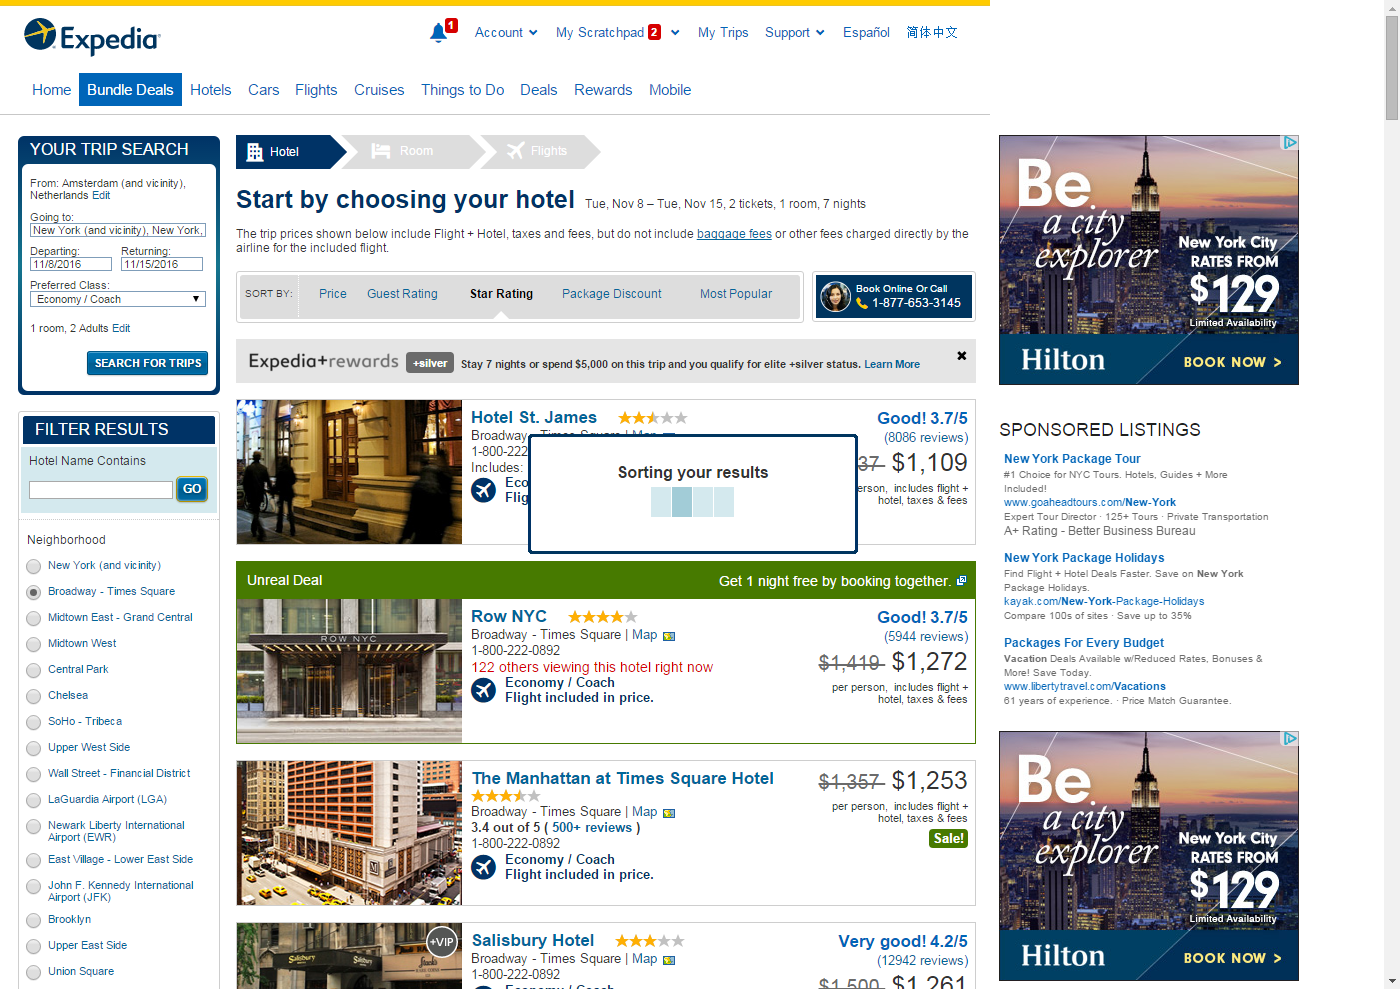 Expedia
1
Account
My Scratchpad 2
My Trips
Support
Español
简体中文
Home
Bundle Deals
Hotels
Cars
Flights
Cruises
Things to Do
Deals
Rewards
Mobile
YOUR TRIP SEARCH
From: Amsterdam (and vicinity),
Netherlands Edit
Going to:
New York (and vicinity), New York,
Departing:
Returning:
11/8/2016
11/15/2016
Preferred Class:
Economy / Coach
1 room, 2 Adults Edit
SEARCH FOR TRIPS
FILTER RESULTS
Hotel Name Contains
GO
Neighborhood
New York (and vicinity)
Broadway - Times Square
Midtown East - Grand Central
Midtown West
Central Park
Chelsea
SoHo - Tribeca
Upper West Side
Wall Street - Financial District
LaGuardia Airport (LGA)
Newark Liberty International
Airport (EWR)
East Village - Lower East Side
John F. Kennedy International
Airport (JFK)
Brooklyn
Upper East Side
Union Square
Hotel
Room
Flights
Start by choosing your hotel
Tue, Nov 8 – Tue, Nov 15, 2 tickets, 1 room, 7 nights
The trip prices shown below include Flight + Hotel, taxes and fees, but do not include baggage fees or other fees charged directly by the
airline for the included flight.
SORT BY:
Price
Guest Rating
Star Rating
Package Discount
Most Popular
Book Online Or Call
1-877-653-3145
Expedia+rewards
+silver
Stay 7 nights or spend $5,000 on this trip and you qualify for elite +silver status. Learn More
Hotel St. James
Good! 3.7/5
Broadway - Times Square | Map
(8086 reviews)
1-800-222
37 $1,109
Includes:
Eco
Flig
person, includes flight +
hotel, taxes & fees
Sorting your results
Unreal Deal
Get 1 night free by booking together.
ROW NYC
Row NYC
Good! 3.7/5
Broadway - Times Square | Map
(5944 reviews)
1-800-222-0892
$1,419 $1,272
122 others viewing this hotel right now
Economy / Coach
Flight included in price.
per person, includes flight +
hotel, taxes & fees
The Manhattan at Times Square Hotel
$1,357 $1,253
Broadway - Times Square | Map
per person, includes flight +
hotel, taxes & fees
3.4 out of 5 ( 500+ reviews )
Sale!
1-800-222-0892
Economy / Coach
Flight included in price.
+VIP
Salisbury
Salisbury Hotel
Very good! 4.2/5
Broadway - Times Square | Map
(12942 reviews)
1-800-222-0892
$1,500 $1,261
Economy / Coach
Be
a city
explorer
New York City
RATES FROM
$129
Limited Availability
Hilton
BOOK NOW >
SPONSORED LISTINGS
New York Package Tour
#1 Choice for NYC Tours. Hotels, Guides + More
Included!
www.goaheadtours.com/New-York
Expert Tour Director · 125+ Tours · Private Transportation
A+ Rating - Better Business Bureau
New York Package Holidays
Find Flight + Hotel Deals Faster. Save on New York
Package Holidays.
kayak.com/New-York-Package-Holidays
Compare 100s of sites · Save up to 35%
Packages For Every Budget
Vacation Deals Available w/Reduced Rates, Bonuses &
More! Save Today.
www.libertytravel.com/Vacations
61 years of experience. · Price Match Guarantee.
Be
a city
explorer
New York City
RATES FROM
$129
Limited Availability
Hilton
BOOK NOW >